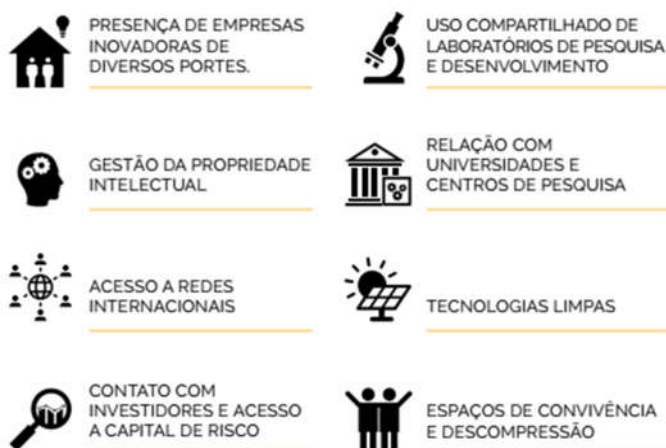 PRESENÇA DE EMPRESAS
INOVADORAS DE
DIVERSOS PORTES.
USO COMPARTILHADO DE
LABORATÓRIOS DE PESQUISA
E DESENVOLVIMENTO
GESTÃO DA PROPRIEDADE
INTELECTUAL
RELAÇÃO COM
UNIVERSIDADES E
CENTROS DE PESQUISA
ACESSO A REDES
INTERNACIONAIS
TECNOLOGIAS LIMPAS
CONTATO COM
INVESTIDORES E ACESSO
A CAPITAL DE RISCO
ESPAÇOS DE CONVIVÊNCIA
E DESCOMPRESSÃO